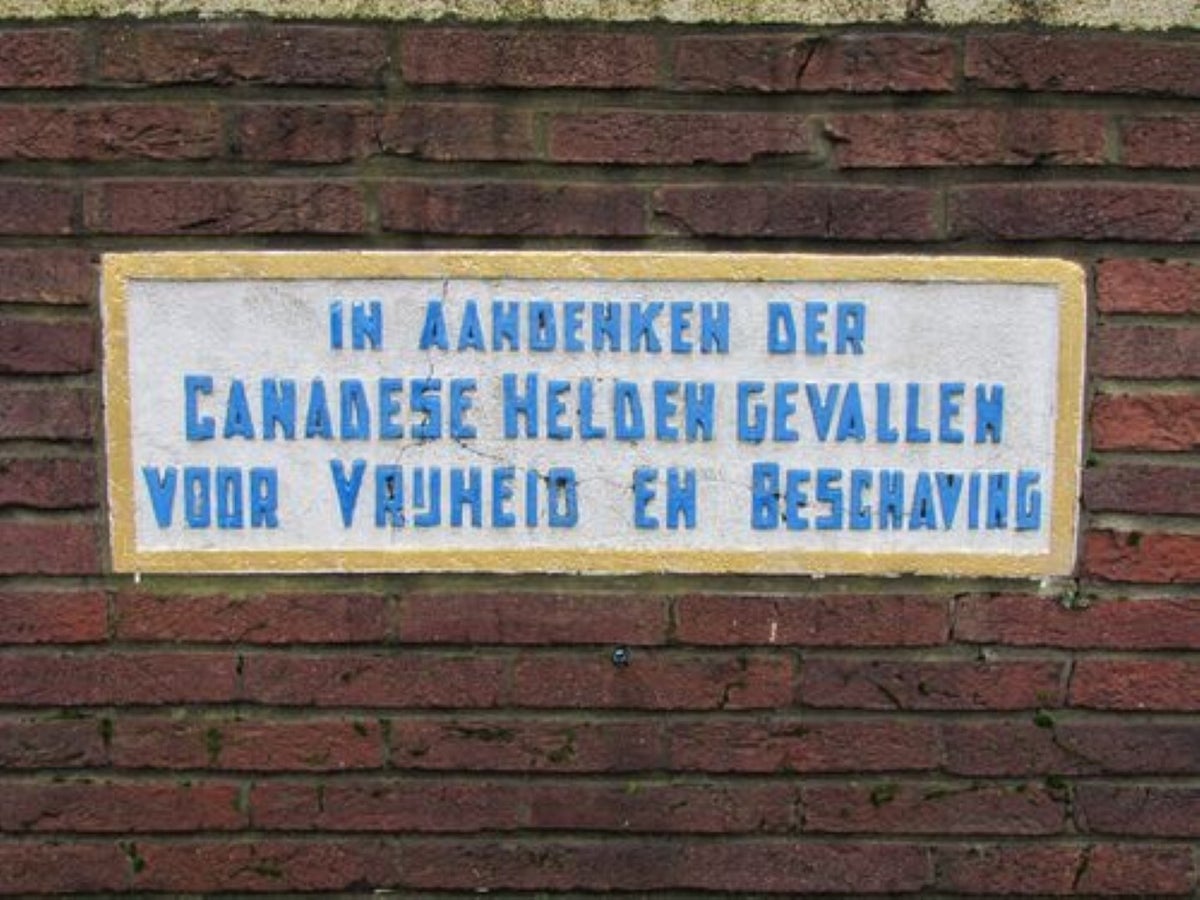 IN AANDENKEN DER
CANADESE HELDEN GEVALLEN
VOOR VRIJHEID EN BESCHAVING